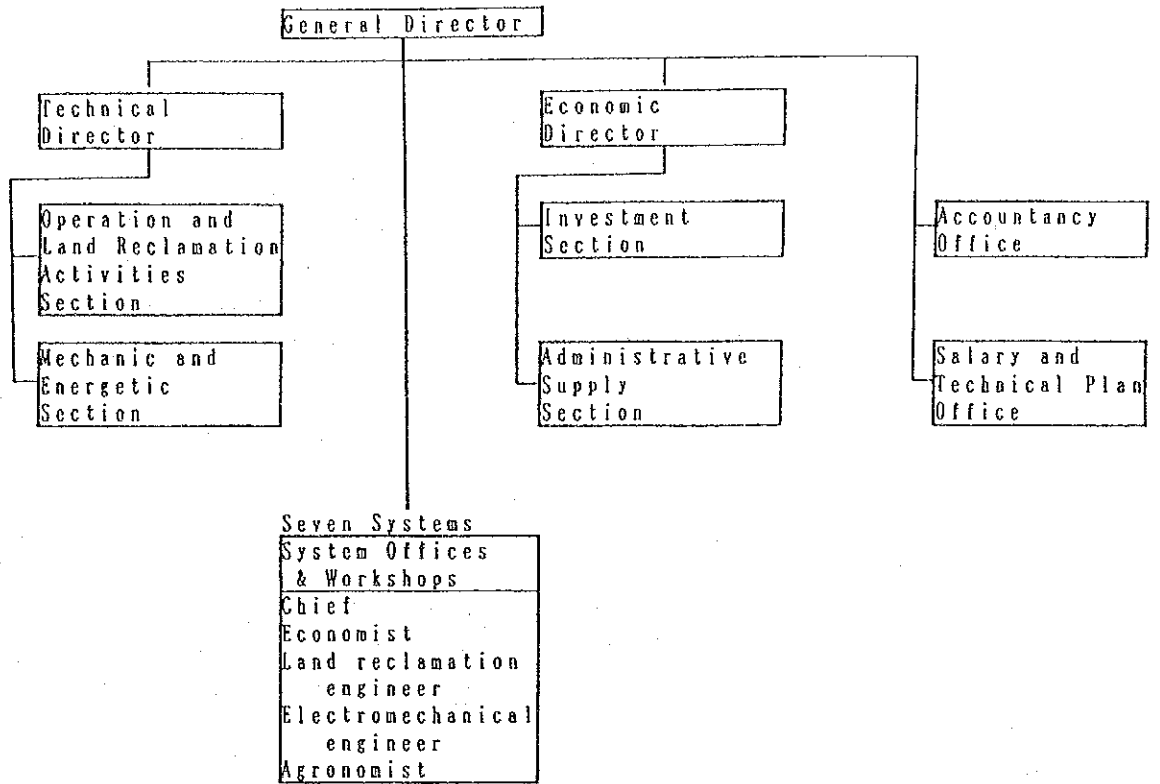 General Director
Technical
Director
Economic
Director
Operation and
Land Reclamation
Activities
Section
Investment
Section
Accountancy
Office
Mechanic and
Energetic
Section
Administrative
Supply
Section
Salary and
Technical Plan
Office
Seven Systems
System Offices
& Workshops
Chief
Economist
Land reclamation
engineer
Electromechanical
engineer
Agronomist